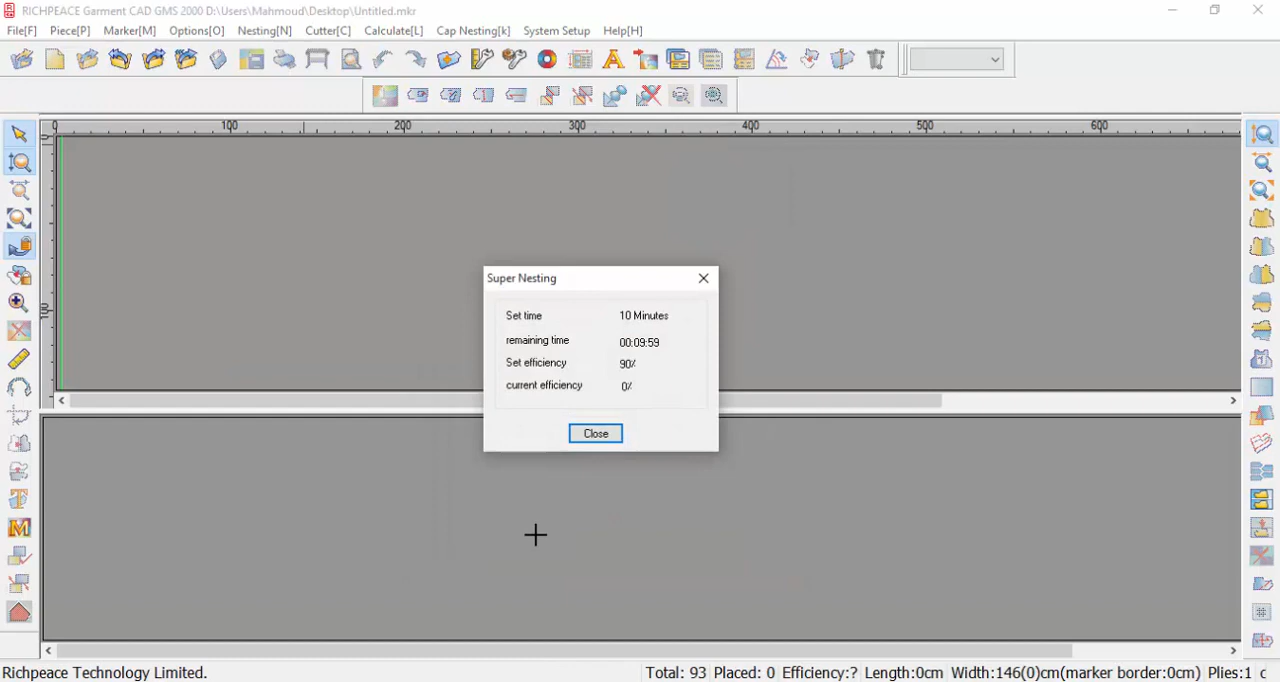 RICHPEACE Garment CAD GMS 2000 D:\Users\Mahmoud\Desktop\Untitled.mkr
File[F] Piece[P] Marker[M] Options[O] Nesting[N] Cutter[C] Calculate[L] Cap Nesting[k] System Setup Help[H]
0 100 200 300 400 500 600
100
Super Nesting
Set time 10 Minutes
remaining time 00:09:59
Set efficiency 90%
current efficiency 0%
Close
Richpeace Technology Limited. Total: 93 Placed: 0 Efficiency:? Length:0cm Width:146(0)cm(marker border:0cm) Plies:1 c